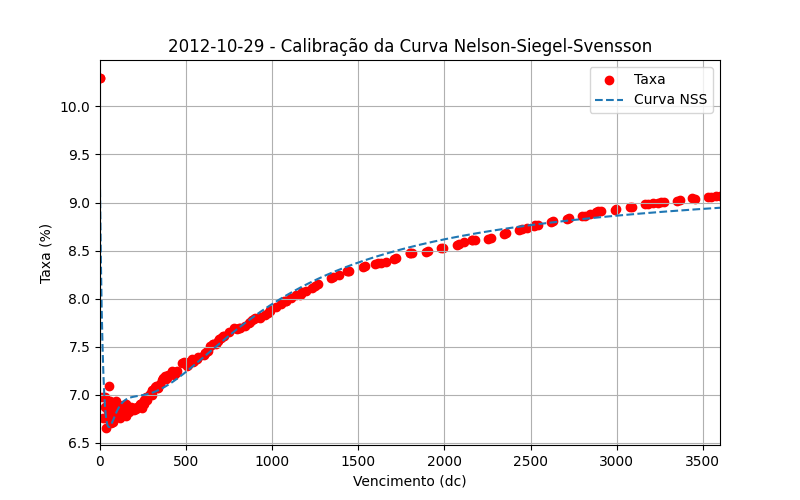 2012-10-29 - Calibração da Curva Nelson-Siegel-Svensson
Taxa
Curva NSS
Taxa (%)
10.0
9.5
9.0
8.5
8.0
7.5
7.0
6.5
0 500 1000 1500 2000 2500 3000 3500
Vencimento (dc)